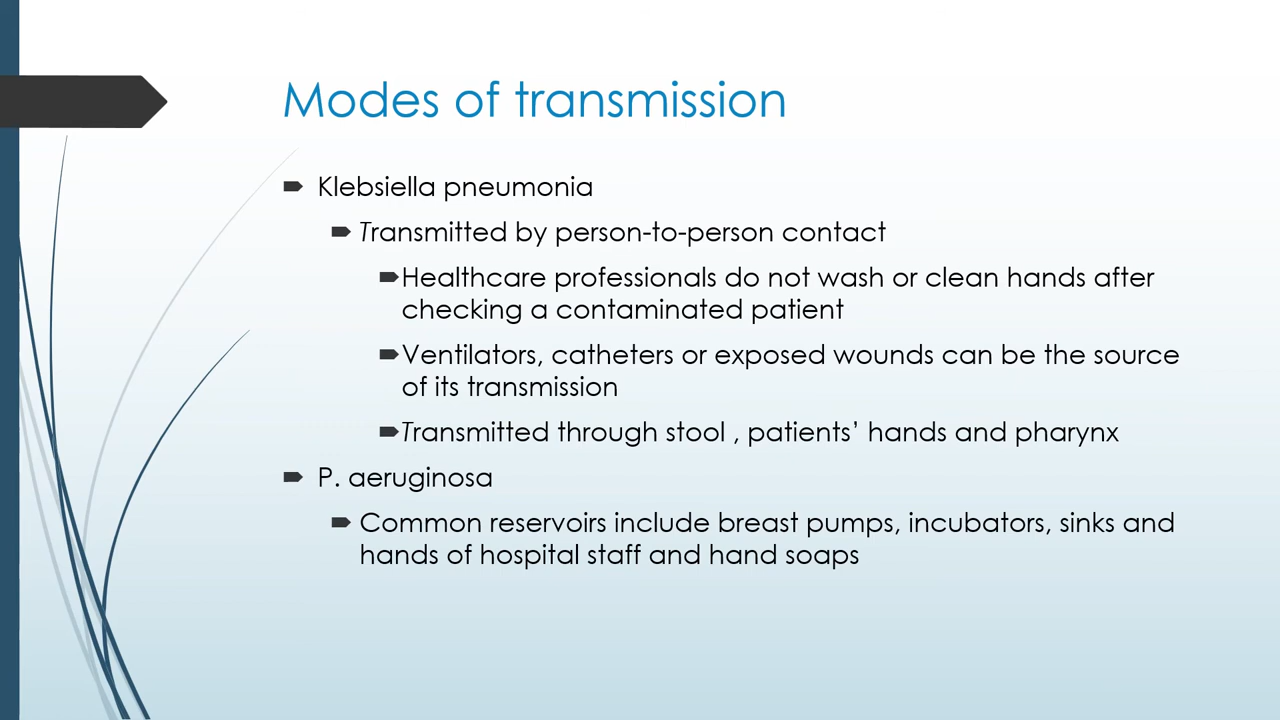 Modes of transmission
Klebsiella pneumonia
Transmitted by person-to-person contact
Healthcare professionals do not wash or clean hands after
checking a contaminated patient
Ventilators, catheters or exposed wounds can be the source
of its transmission
Transmitted through stool , patients’ hands and pharynx
P. aeruginosa
Common reservoirs include breast pumps, incubators, sinks and
hands of hospital staff and hand soaps